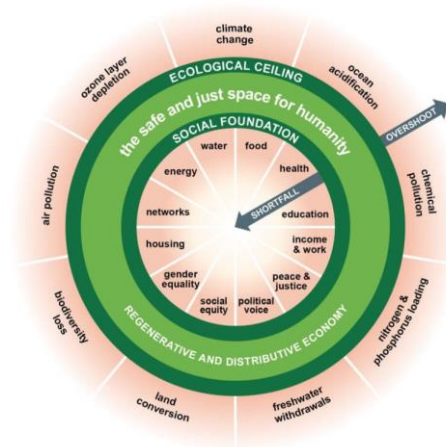 climate
change
ocean
acidification
chemical
pollution
nitrogen &
phosphorus loading
freshwater
withdrawals
land
conversion
biodiversity
loss
air pollution
ozone layer
depletion
ECOLOGICAL CEILING
OVERSHOOT
the safe and just space for humanity
SOCIAL FOUNDATION
water
food
health
SHORTFALL
education
income
& work
peace &
justice
political
voice
social
equity
gender
equality
housing
networks
energy
REGENERATIVE AND DISTRIBUTIVE ECONOMY